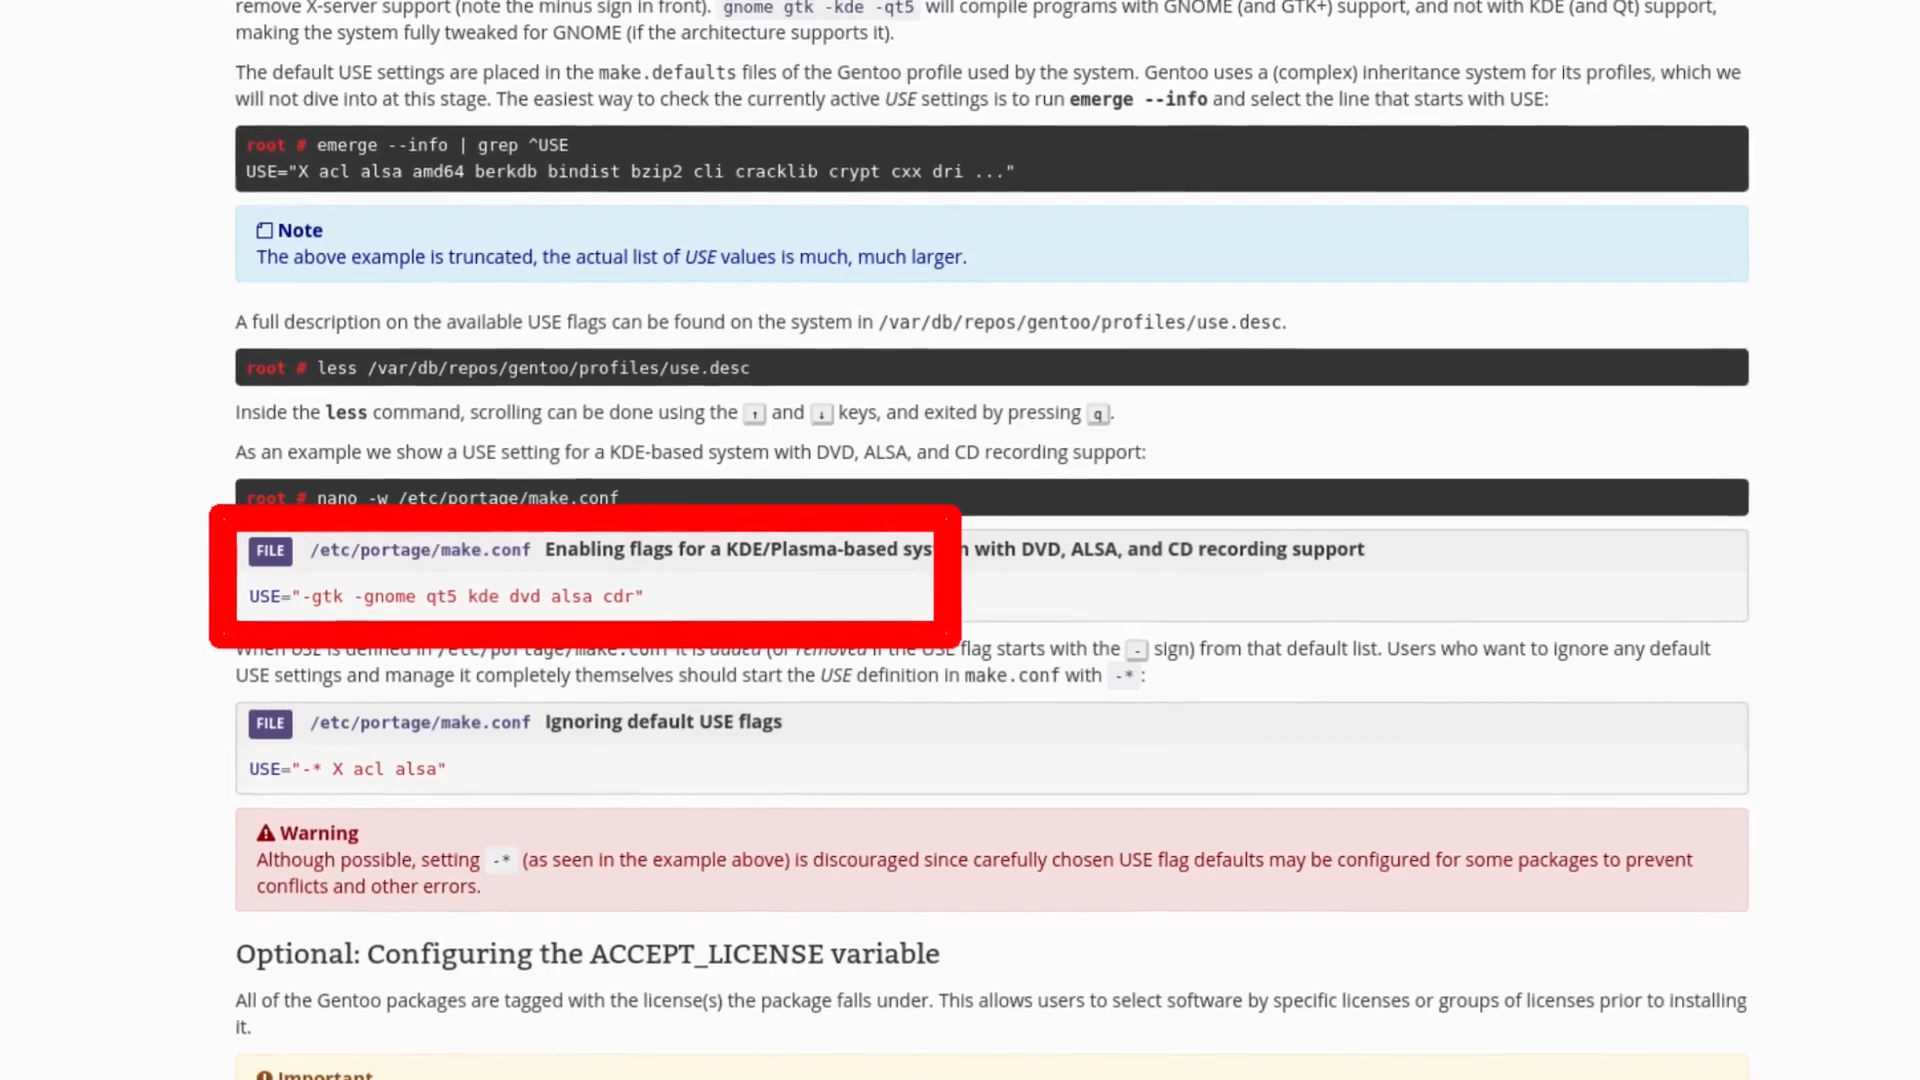 remove X-server support (note the minus sign in front). gnome gtk -kde -qt5 will compile programs with GNOME (and GTK+) support, and not with KDE (and Qt) support,
making the system fully tweaked for GNOME (if the architecture supports it).
The default USE settings are placed in the make.defaults files of the Gentoo profile used by the system. Gentoo uses a (complex) inheritance system for its profiles, which we
will not dive into at this stage. The easiest way to check the currently active USE settings is to run emerge --info and select the line that starts with USE:
root # emerge --info | grep ^USE
USE="X acl alsa amd64 berkdb bindist bzip2 cli cracklib crypt cxx dri ..."
Note
The above example is truncated, the actual list of USE values is much, much larger.
A full description on the available USE flags can be found on the system in /var/db/repos/gentoo/profiles/use.desc.
root # less /var/db/repos/gentoo/profiles/use.desc
Inside the less command, scrolling can be done using the ↑ and ↓ keys, and exited by pressing q.
As an example we show a USE setting for a KDE-based system with DVD, ALSA, and CD recording support:
root # nano -w /etc/portage/make.conf
FILE /etc/portage/make.conf Enabling flags for a KDE/Plasma-based sys with DVD, ALSA, and CD recording support
USE="-gtk -gnome qt5 kde dvd alsa cdr"
When USE is defined in /etc/portage/make.conf it is added (or removed if the USE flag starts with the - sign) from that default list. Users who want to ignore any default
USE settings and manage it completely themselves should start the USE definition in make.conf with -*:
FILE /etc/portage/make.conf Ignoring default USE flags
USE="-* X acl alsa"
Warning
Although possible, setting -* (as seen in the example above) is discouraged since carefully chosen USE flag defaults may be configured for some packages to prevent
conflicts and other errors.
Optional: Configuring the ACCEPT_LICENSE variable
All of the Gentoo packages are tagged with the license(s) the package falls under. This allows users to select software by specific licenses or groups of licenses prior to installing
it.
Important